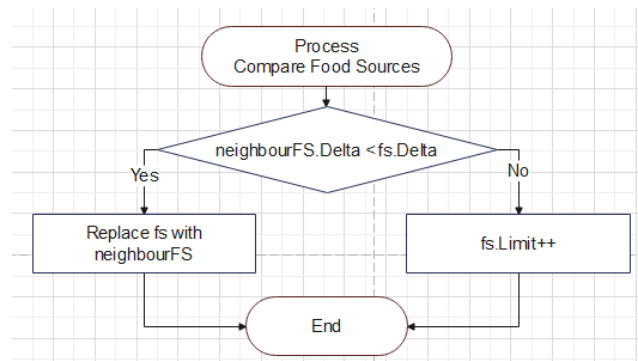 Process
Compare Food Sources
neighbourFS.Delta <fs.Delta
Yes
No
Replace fs with
neighbourFS
fs.Limit++
End